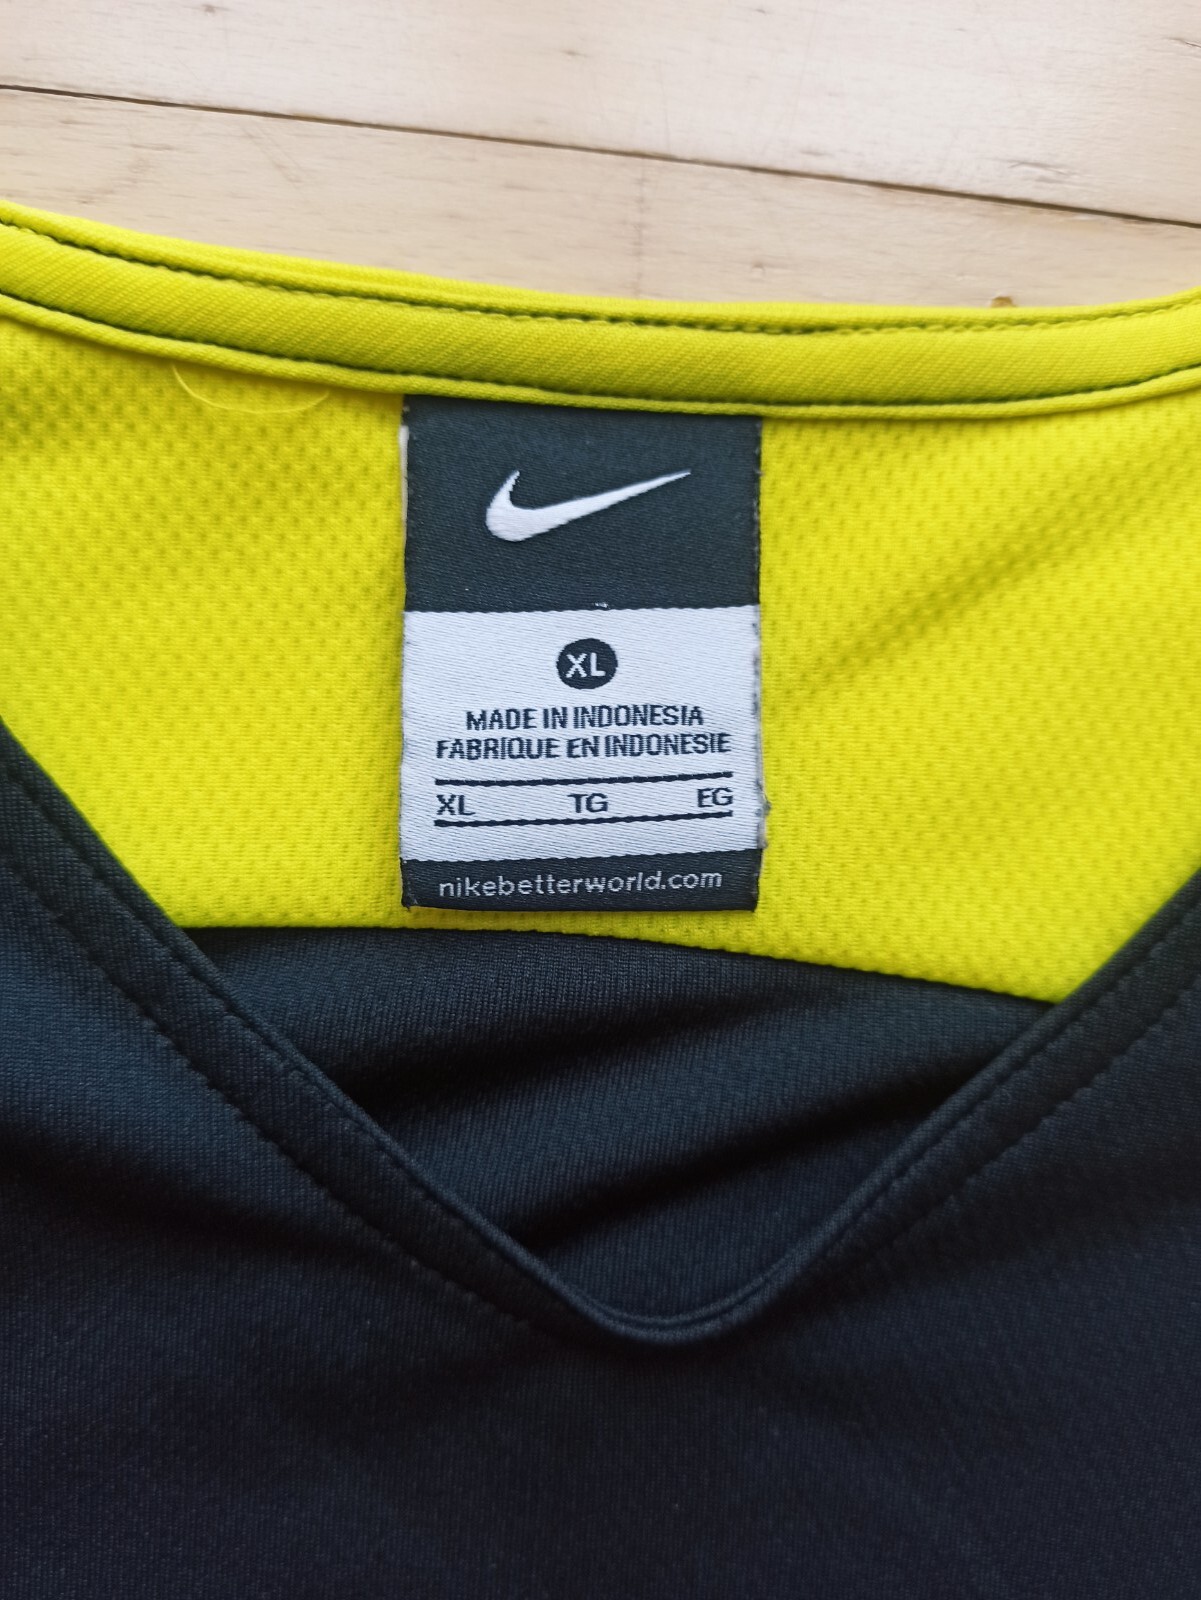 XL
MADE IN INDONESIA
FABRIQUE EN INDONESIE
XL TG EG
nikebetterworld.com